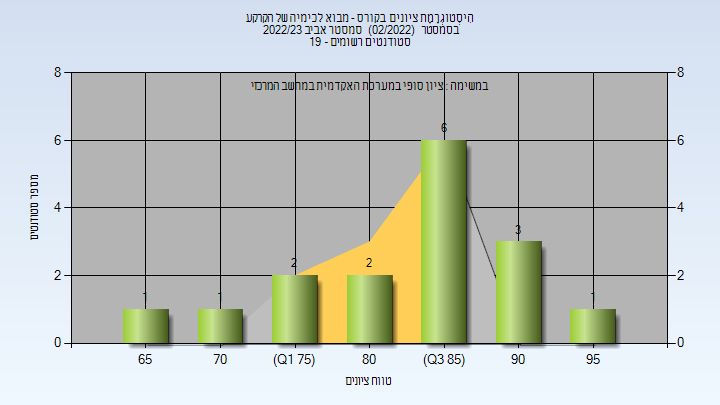 היסטוגרמת ציונים בקורס - מבוא לכימיה של הקרקע
בסמסטר (02/2022) סמסטר אביב 2022/23
סטודנטים רשומים - 19
במשימה : ציון סופי במערכת האקדמית במחשב המרכזי
8 8
6 6
4 4
2 2
0 0
1 1 2 2 6 3 1
65 70 (Q1 75) 80 (Q3 85) 90 95
מספר סטודנטים
טווח ציונים